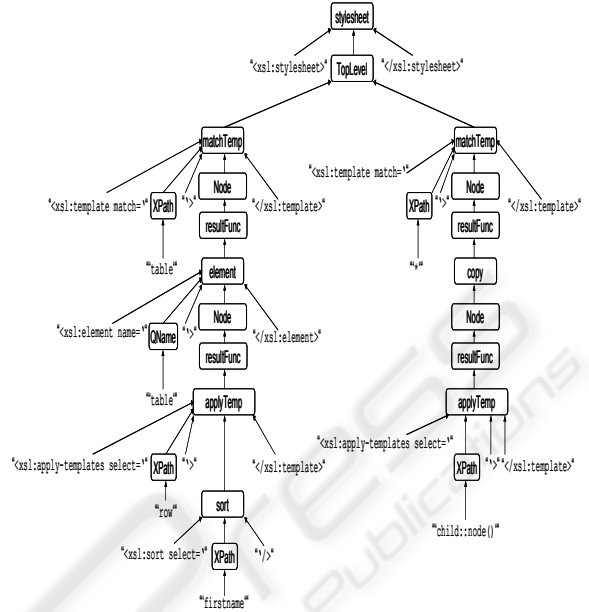 stylesheet
"<xsl:stylesheet>" "</xsl:stylesheet>"
TopLevel
matchTemp matchTemp
"<xsl:template match='" XPath "'>" Node "</xsl:template>"
"<xsl:template match='" XPath "'>" Node "</xsl:template>"
resultFunc resultFunc
"table" "*"
element copy
"<xsl:element name='" QName "'>" Node "</xsl:element>"
Node
resultFunc resultFunc
"table"
applyTemp applyTemp
"<xsl:apply-templates select='" XPath "'>" "</xsl:template>"
"<xsl:apply-templates select='" XPath "'>" "</xsl:template>"
"row"
sort
"child::node()"
"<xsl:sort select='" XPath "'/>"
"firstname"